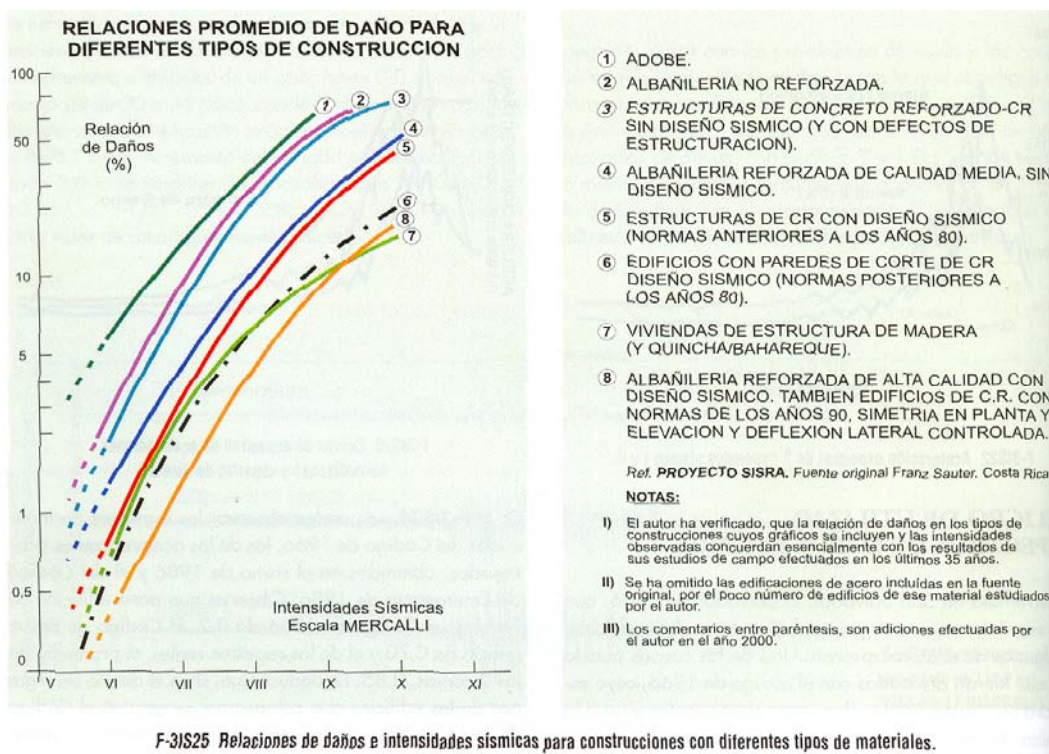 RELACIONES PROMEDIO DE DAÑO PARA
DIFERENTES TIPOS DE CONSTRUCCION
100
50
10
5
1
0.5
0
Relación
de Daños
(%)
1
2
3
4
5
6
8
7
Intensidades Sísmicas
Escala MERCALLI
V
VI
VII
VIII
IX
X
XI
1 ADOBE.
2 ALBAÑILERIA NO REFORZADA.
3 ESTRUCTURAS DE CONCRETO REFORZADO-CR
SIN DISEÑO SISMICO (Y CON DEFECTOS DE
ESTRUCTURACION).
4 ALBAÑILERIA REFORZADA DE CALIDAD MEDIA, SIN
DISEÑO SISMICO.
5 ESTRUCTURAS DE CR CON DISEÑO SISMICO
(NORMAS ANTERIORES A LOS AÑOS 80).
6 EDIFICIOS CON PAREDES DE CORTE DE CR
DISEÑO SISMICO (NORMAS POSTERIORES A
LOS AÑOS 80).
7 VIVIENDAS DE ESTRUCTURA DE MADERA
(Y QUINCHA/BAHAREQUE).
8 ALBAÑILERIA REFORZADA DE ALTA CALIDAD CON
DISEÑO SISMICO. TAMBIEN EDIFICIOS DE C.R. CON
NORMAS DE LOS AÑOS 90, SIMETRIA EN PLANTA Y
ELEVACION Y DEFLEXION LATERAL CONTROLADA.
Ref. PROYECTO SISRA. Fuente original Franz Sauter. Costa Rica
NOTAS:
I) El autor ha verificado, que la relación de daños en los tipos de
construcciones cuyos gráficos se incluyen y las intensidades
observadas concuerdan esencialmente con los resultados de
sus estudios de campo efectuados en los últimos 35 años.
II) Se ha omitido las edificaciones de acero incluídas en la fuente
original, por el poco número de edificios de ese material estudiados
por el autor.
III) Los comentarios entre paréntesis, son adiciones efectuadas por
el autor en el año 2000.
F-3IS25 Relaciones de daños e intensidades sísmicas para construcciones con diferentes tipos de materiales.